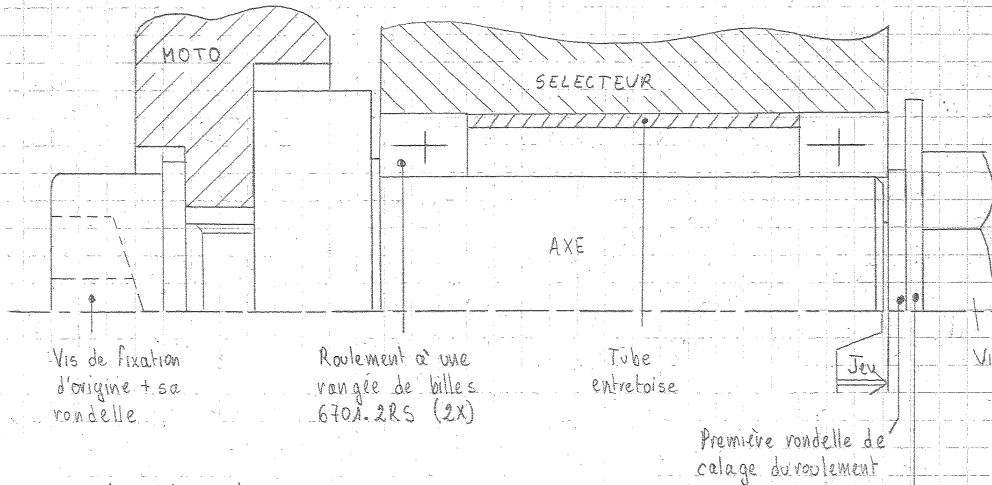 MOTO
SELECTEUR
AXE
Vis de fixation
d'origine + sa
rondelle
Roulement à une
rangée de billes
6701.2RS (2X)
Tube
entretoise
Jeu
Première rondelle de
calage du roulement